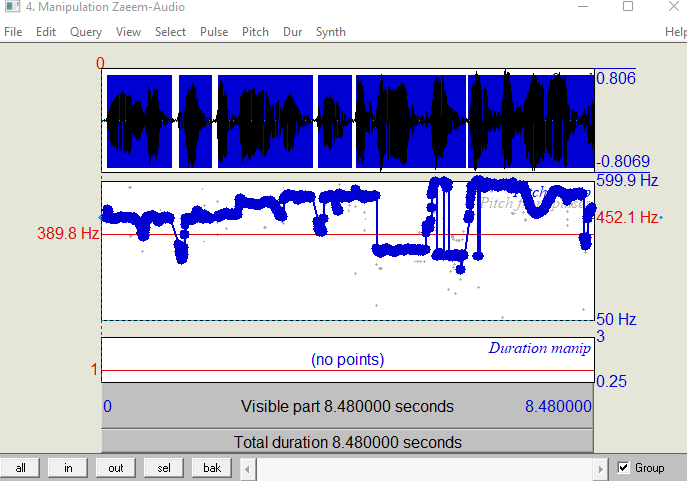 4. Manipulation Zaeem-Audio
File Edit Query View Select Pulse Pitch Dur Synth Help
0
0.806
-0.8069
599.9 Hz
452.1 Hz
389.8 Hz
50 Hz
3
Duration manip
(no points)
1
0.25
0 Visible part 8.480000 seconds 8.480000
Total duration 8.480000 seconds
all in out sel bak Group